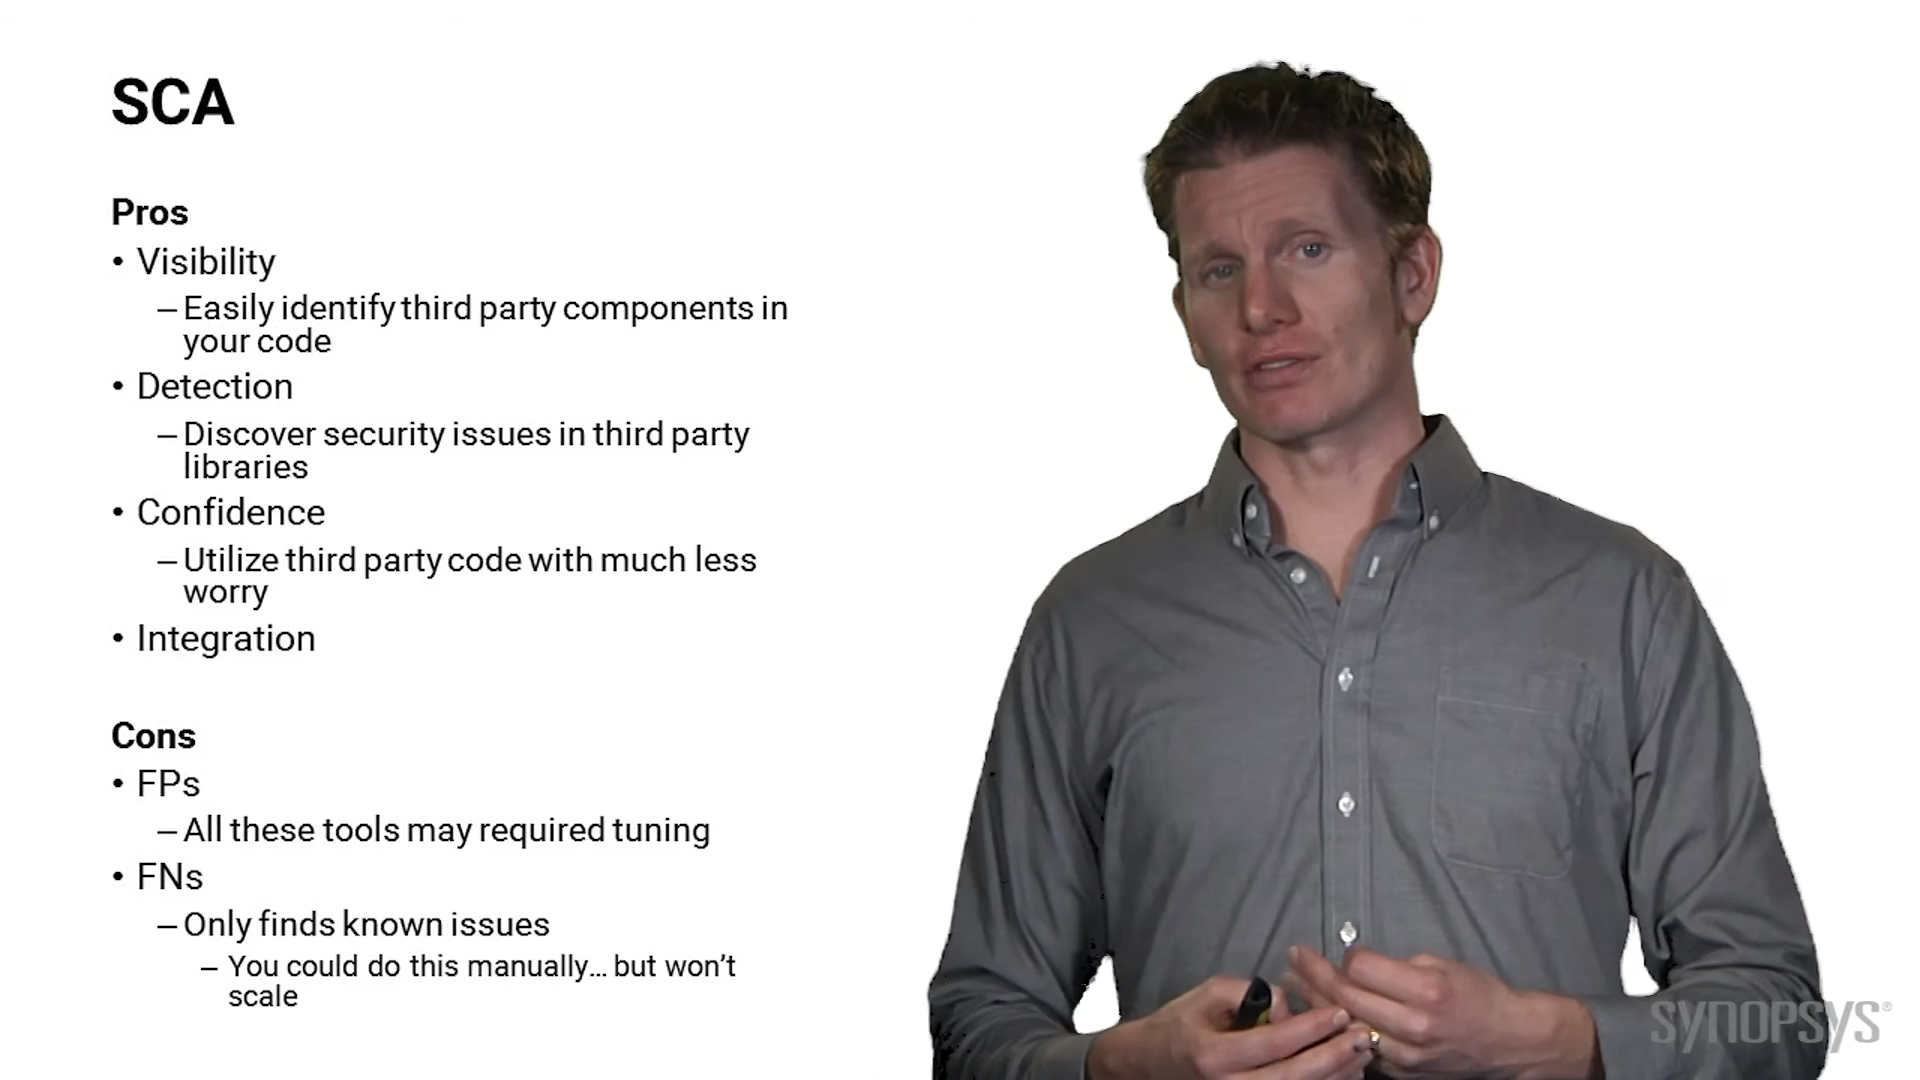 SCA
Pros
• Visibility
– Easily identify third party components in
your code
• Detection
– Discover security issues in third party
libraries
• Confidence
– Utilize third party code with much less
worry
• Integration
Cons
• FPs
– All these tools may required tuning
• FNs
– Only finds known issues
– You could do this manually... but won't
scale
SYNOPSYS®